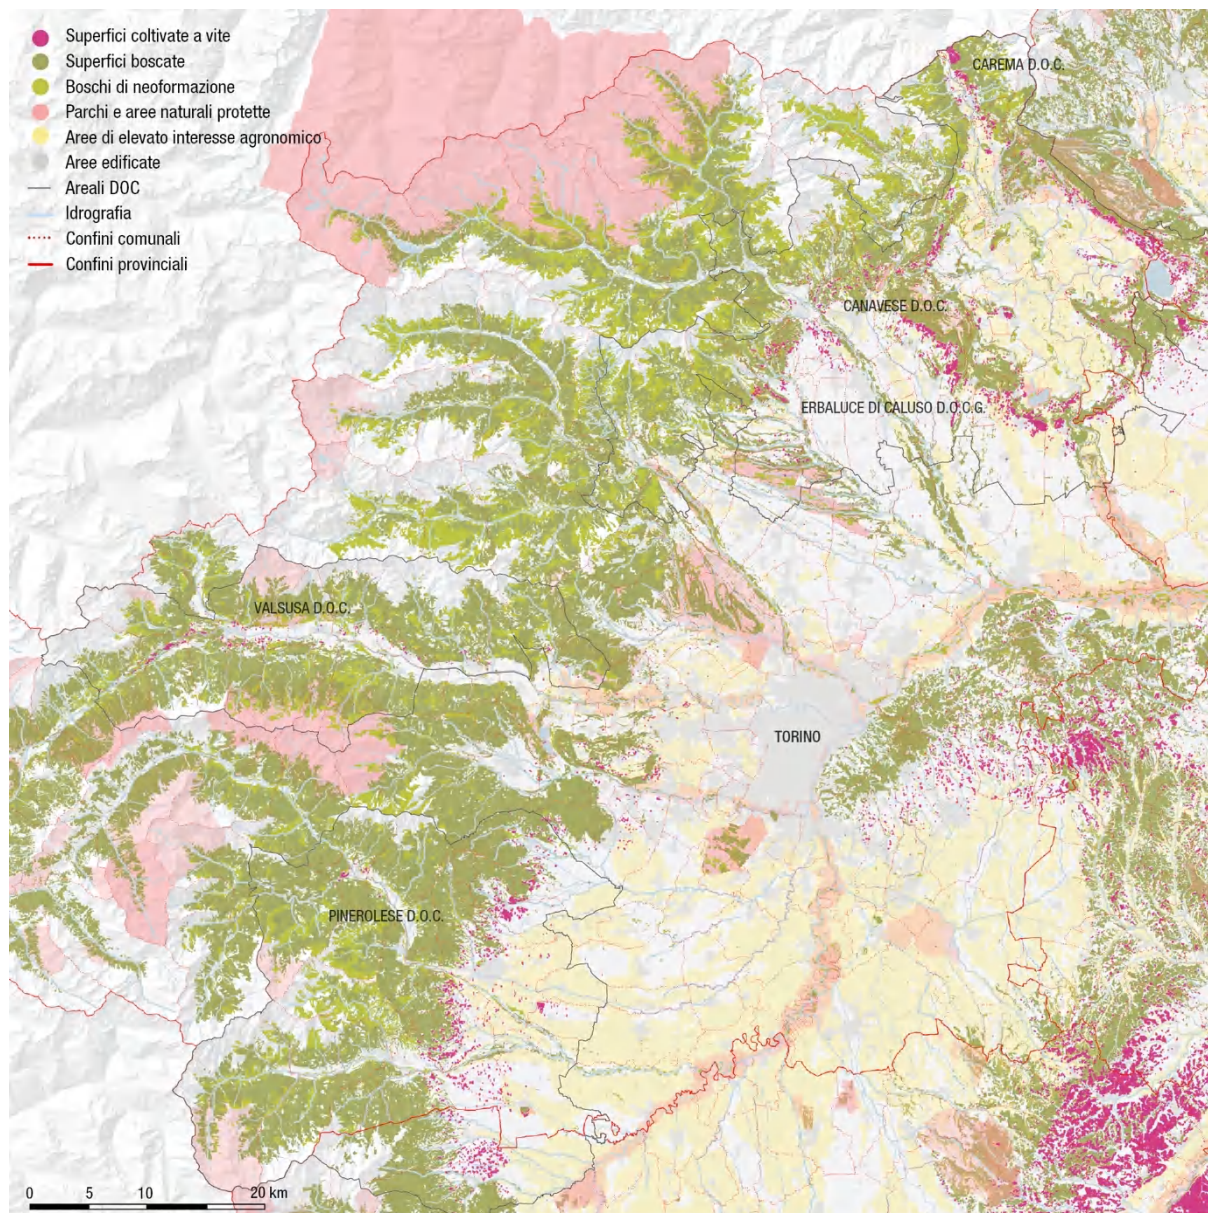 Superfici coltivate a vite
Superfici boscate
Boschi di neoformazione
Parchi e aree naturali protette
Aree di elevato interesse agronomico
Aree edificate
Areali DOC
Idrografia
Confini comunali
Confini provinciali
CAREMA D.O.C.
CANAVESE D.O.C.
ERBALUCE DI CALUSO D.O.C.G.
VALSUSA D.O.C.
TORINO
PINEROLESE D.O.C.
0 5 10 20 km